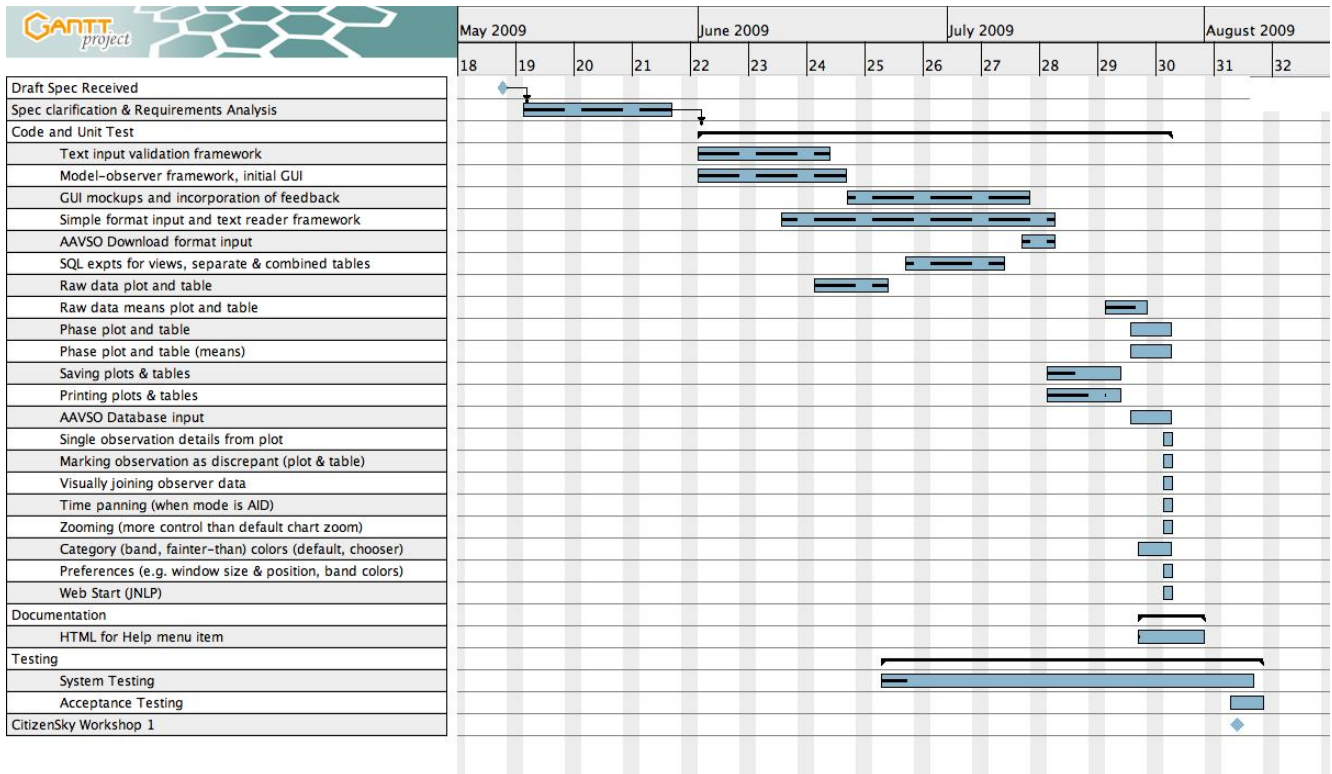 GANTT
project
May 2009 June 2009 July 2009 August 2009
18 19 20 21 22 23 24 25 26 27 28 29 30 31 32
Draft Spec Received
Spec clarification & Requirements Analysis
Code and Unit Test
Text input validation framework
Model-observer framework, initial GUI
GUI mockups and incorporation of feedback
Simple format input and text reader framework
AAVSO Download format input
SQL expts for views, separate & combined tables
Raw data plot and table
Raw data means plot and table
Phase plot and table
Phase plot and table (means)
Saving plots & tables
Printing plots & tables
AAVSO Database input
Single observation details from plot
Marking observation as discrepant (plot & table)
Visually joining observer data
Time panning (when mode is AID)
Zooming (more control than default chart zoom)
Category (band, fainter-than) colors (default, chooser)
Preferences (e.g. window size & position, band colors)
Web Start (JNLP)
Documentation
HTML for Help menu item
Testing
System Testing
Acceptance Testing
CitizenSky Workshop 1